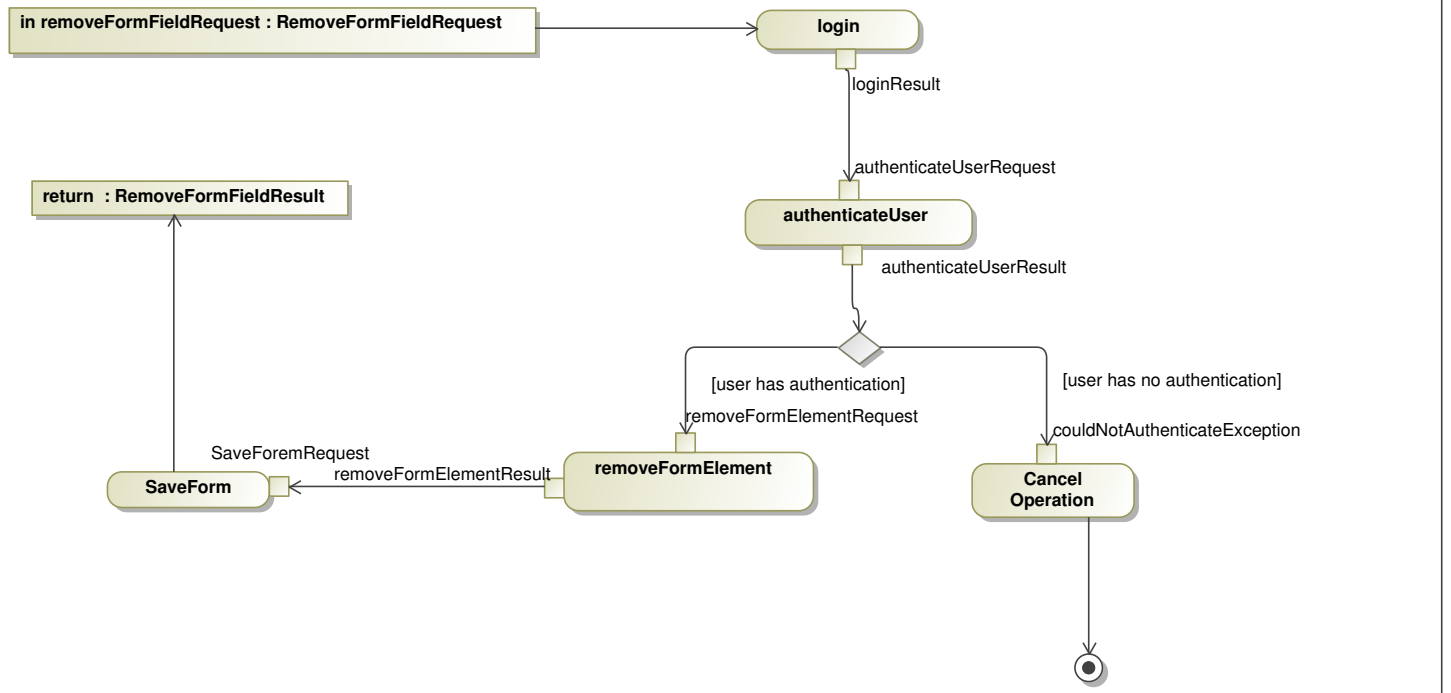 in removeFormFieldRequest : RemoveFormFieldRequest
login
loginResult
authenticateUserRequest
return  : RemoveFormFieldResult
authenticateUser
authenticateUserResult
[user has authentication]
[user has no authentication]
removeFormElementRequest
couldNotAuthenticateException
SaveForemRequest
removeFormElementResult
removeFormElement
SaveForm
Cancel
Operation